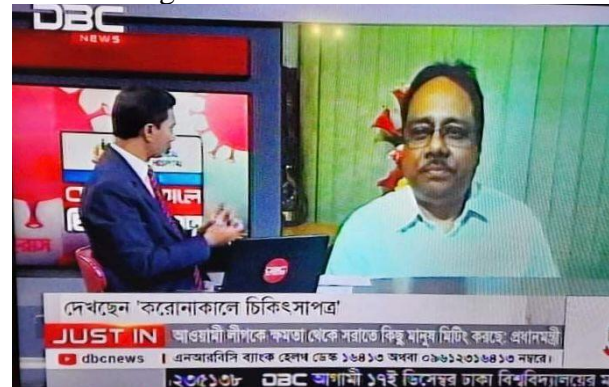 DBC
NEWS
দেখছেন 'করোনাকালে চিকিৎসাপত্র'
JUST IN আওয়ামী লীগকে ক্ষমতা থেকে সরাতে কিছু মানুষ মিটিং করছে: প্রধানমন্ত্রী
dbcnews । এনআরবিসি ব্যাংক হেলথ ডেস্ক ১৬৪১৩ অথবা ০৯৬১২৩১৬৪১৩ নম্বরে।
DBC আগামী ১৭ই ডিসেম্বর ঢাকা বিশ্ববিদ্যালয়ের